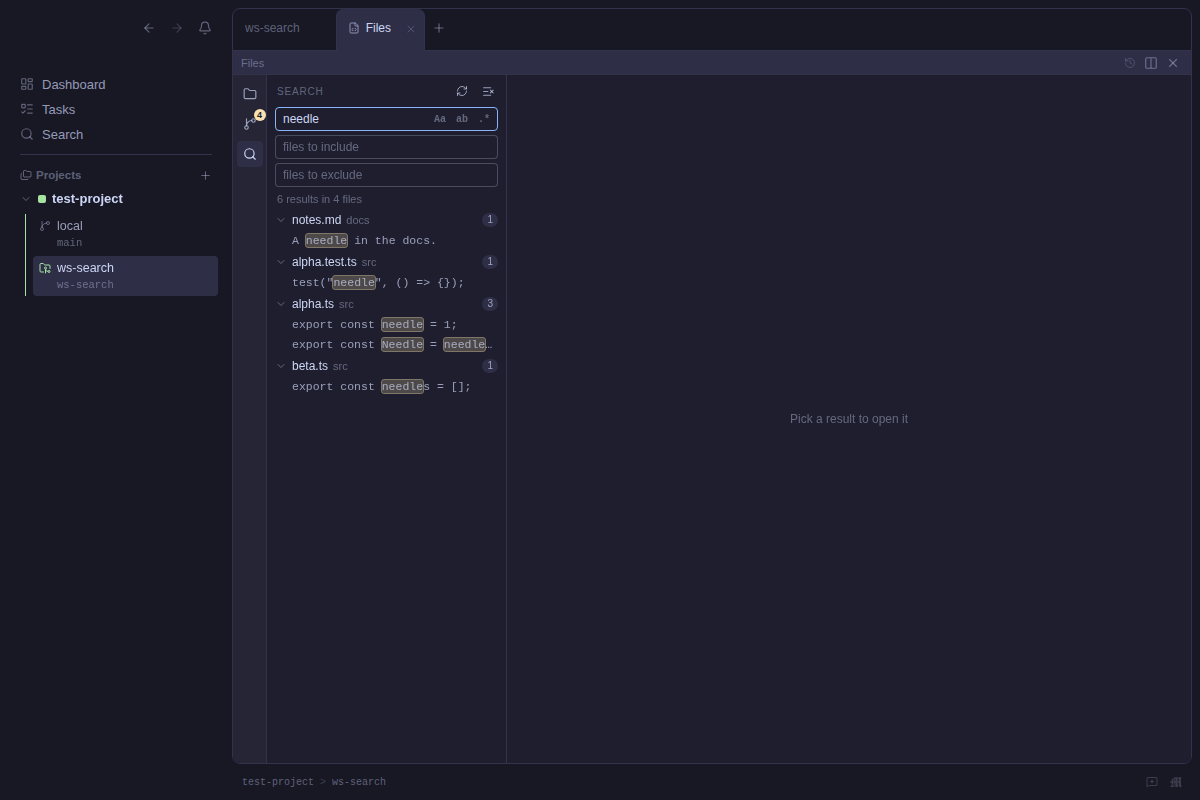 ws-search
Files
Files
Dashboard
Tasks
Search
Projects
test-project
local
main
ws-search
ws-search
4
SEARCH
needle Aa ab .*
files to include
files to exclude
6 results in 4 files
notes.md docs 1
A needle in the docs.
alpha.test.ts src 1
test("needle", () => {});
alpha.ts src 3
export const needle = 1;
export const Needle = needle…
beta.ts src 1
export const needles = [];
Pick a result to open it
test-project > ws-search